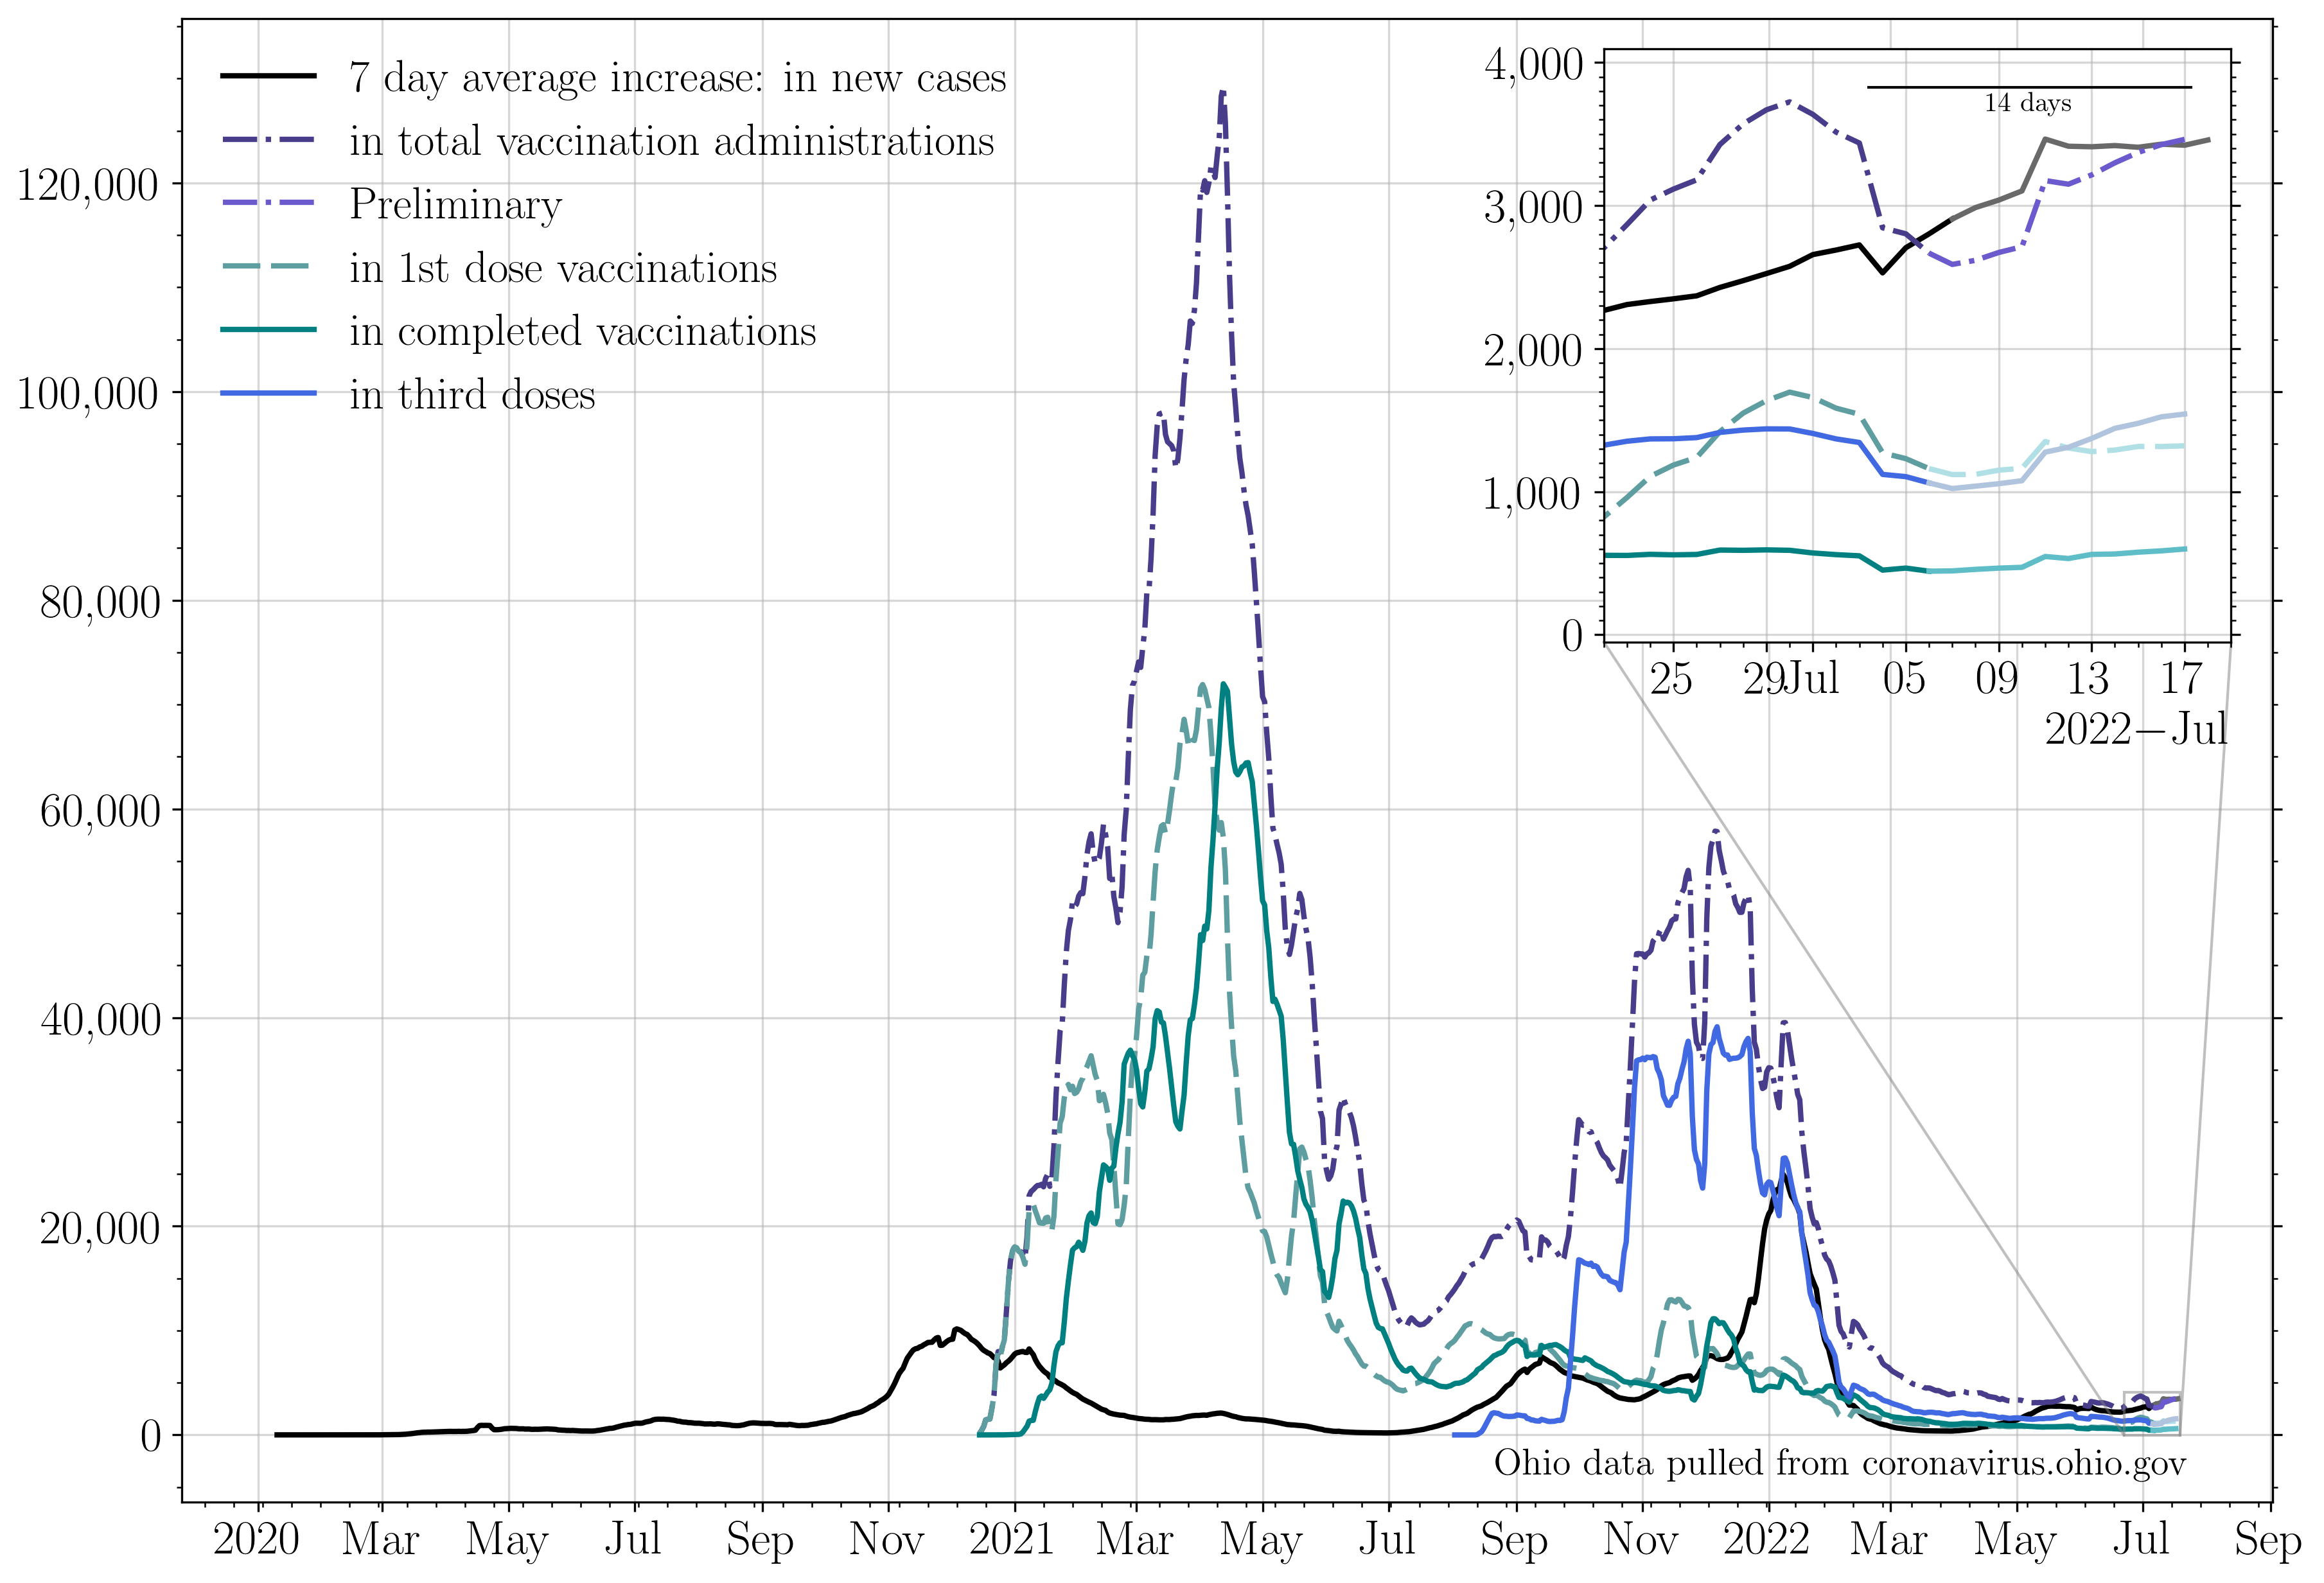 7 day average increase: in new cases
in total vaccination administrations
Preliminary
in 1st dose vaccinations
in completed vaccinations
in third doses
120,000
100,000
80,000
60,000
40,000
20,000
0
4,000
3,000
2,000
1,000
0
14 days
25 29 Jul 05 09 13 17
2022—Jul
Ohio data pulled from coronavirus.ohio.gov
2020 Mar May Jul Sep Nov 2021 Mar May Jul Sep Nov 2022 Mar May Jul Sep